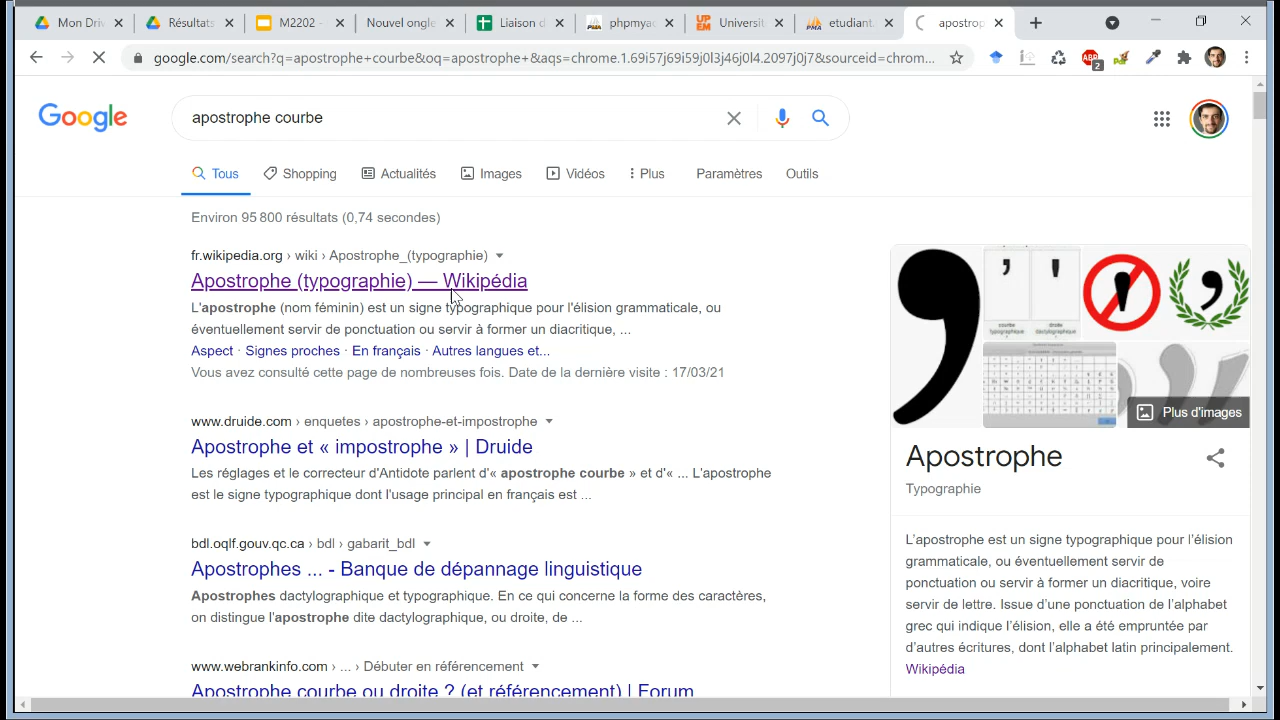 Mon Dri
Résultats
M2202 -
Nouvel ongle
Liaison d
phpmyad
Universit
etudiant.
apostrop
google.com/search?q=apostrophe+courbe&oq=apostrophe+&aqs=chrome.1.69i57j69i59j0l3j46j0l4.2097j0j7&sourceid=chrom...
ABP
2
Google
apostrophe courbe
Tous
Shopping
Actualités
Images
Vidéos
Plus
Paramètres
Outils
Environ 95 800 résultats (0,74 secondes)
fr.wikipedia.org › wiki › Apostrophe_(typographie)
Apostrophe (typographie) — Wikipédia
L'apostrophe (nom féminin) est un signe typographique pour l'élision grammaticale, ou
éventuellement servir de ponctuation ou servir à former un diacritique, ...
Aspect · Signes proches · En français · Autres langues et...
Vous avez consulté cette page de nombreuses fois. Date de la dernière visite : 17/03/21
www.druide.com › enquetes › apostrophe-et-impostrophe
Apostrophe et « impostrophe » | Druide
Les réglages et le correcteur d'Antidote parlent d'« apostrophe courbe » et d'« ... L'apostrophe
est le signe typographique dont l'usage principal en français est ...
bdl.oqlf.gouv.qc.ca › bdl › gabarit_bdl
Apostrophes ... - Banque de dépannage linguistique
Apostrophes dactylographique et typographique. En ce qui concerne la forme des caractères,
on distingue l'apostrophe dite dactylographique, ou droite, de ...
www.webrankinfo.com › ... › Débuter en référencement
Apostrophe courbe ou droite ? (et référencement) | Forum
courbe
typographique
droite
dactylographique
Plus d'images
Apostrophe
Typographie
L’apostrophe est un signe typographique pour l’élision
grammaticale, ou éventuellement servir de
ponctuation ou servir à former un diacritique, voire
servir de lettre. Issue d’une ponctuation de l’alphabet
grec qui indique l’élision, elle a été empruntée par
d’autres écritures, dont l’alphabet latin principalement.
Wikipédia